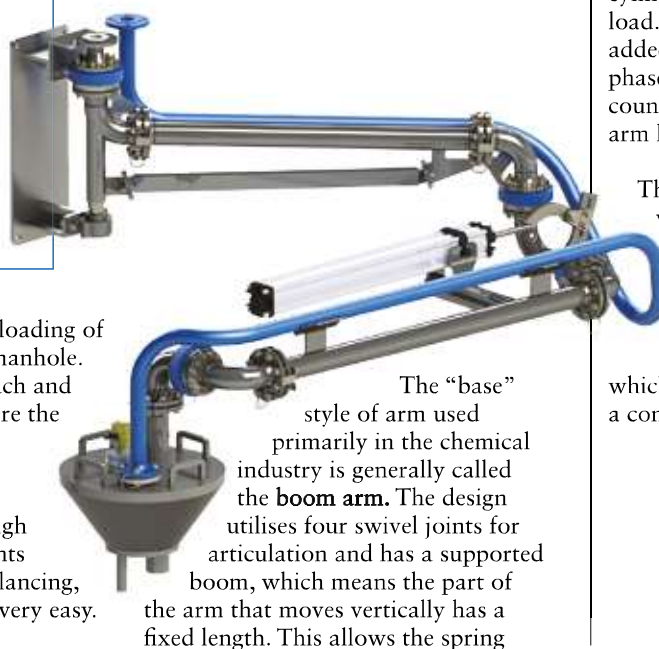 loading of
manhole.
ch and
re the
gh
nts
lancing,
very easy.
The “base”
style of arm used
primarily in the chemical
industry is generally called
the boom arm. The design
utilises four swivel joints for
articulation and has a supported
boom, which means the part of
the arm that moves vertically has a
fixed length. This allows the spring
load.
added
phase
coun
arm l
Th
which
a con